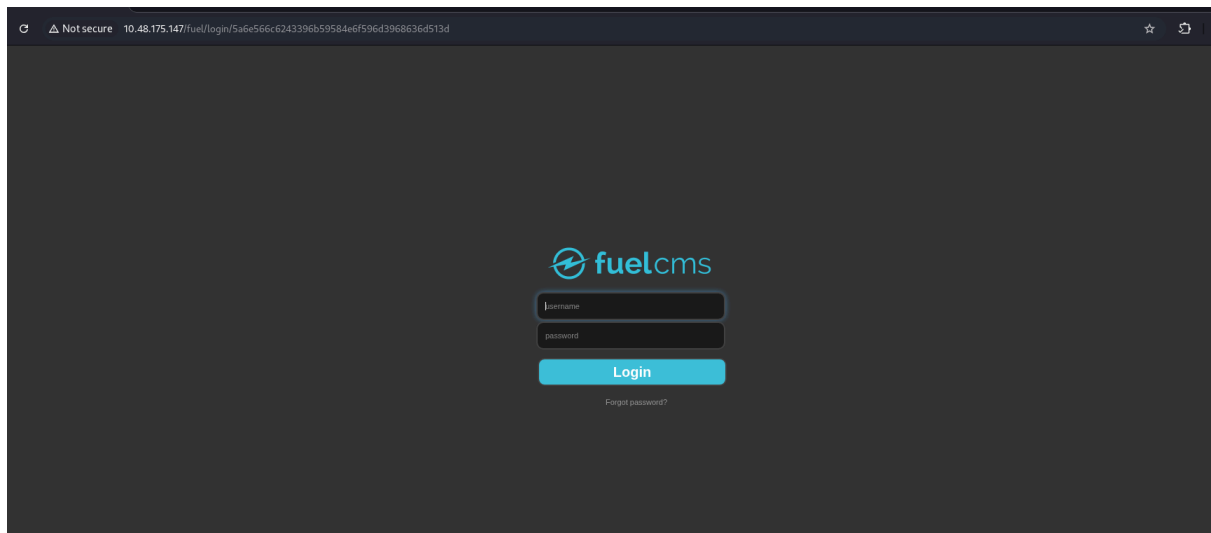 Not secure 10.48.175.147/fuel/login/5a6e566c6243396b59584e6f596d3968636d513d
fuelcms
username
password
Login
Forgot password?